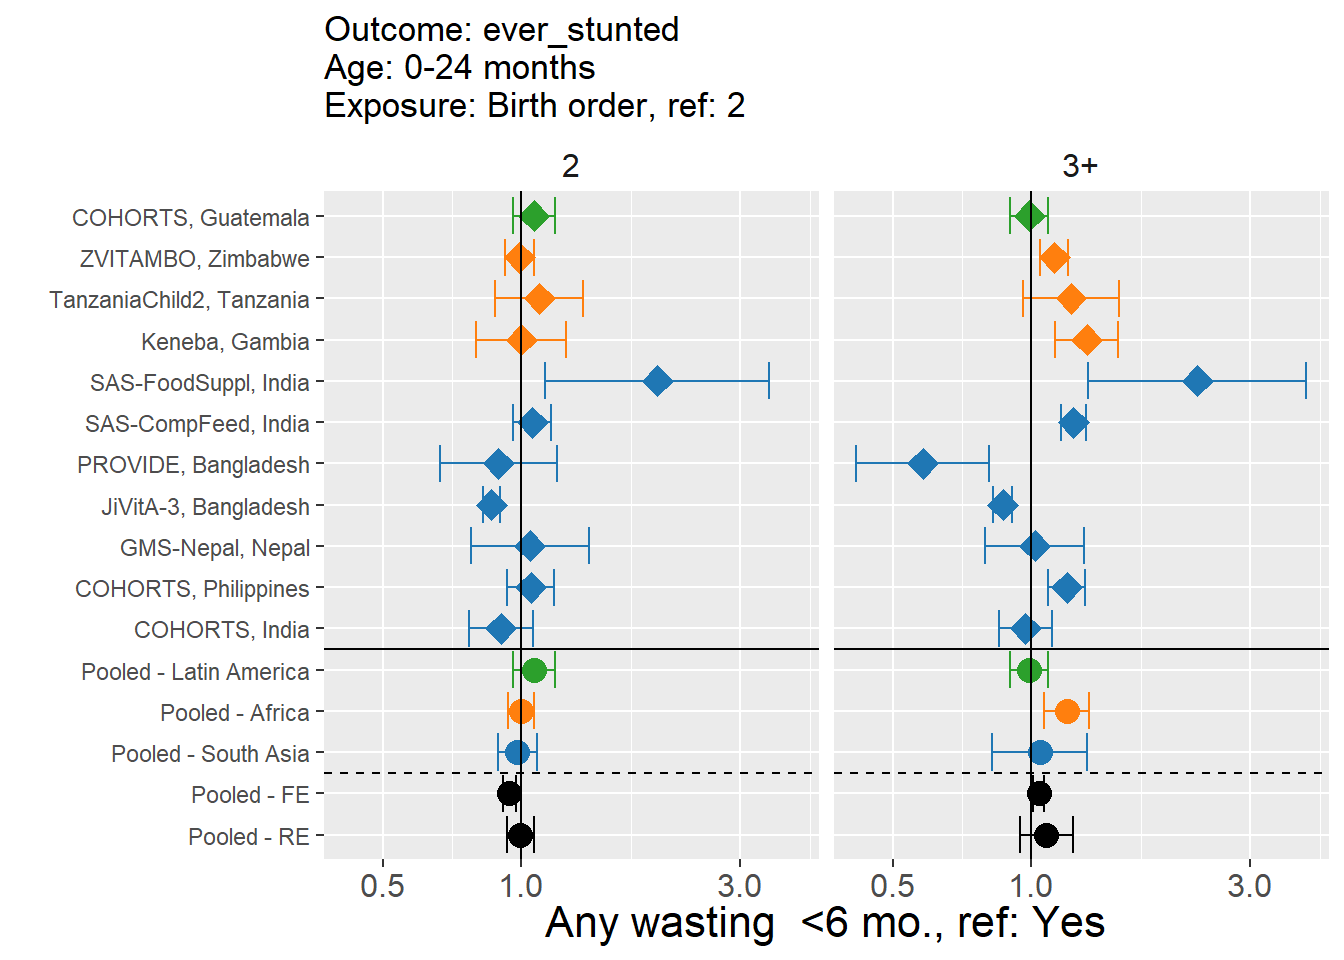 Outcome: ever_stunted
Age: 0-24 months
Exposure: Birth order, ref: 2
2
3+
COHORTS, Guatemala
ZVITAMBO, Zimbabwe
TanzaniaChild2, Tanzania
Keneba, Gambia
SAS-FoodSuppl, India
SAS-CompFeed, India
PROVIDE, Bangladesh
JiVitA-3, Bangladesh
GMS-Nepal, Nepal
COHORTS, Philippines
COHORTS, India
Pooled - Latin America
Pooled - Africa
Pooled - South Asia
Pooled - FE
Pooled - RE
0.5 1.0 3.0
0.5 1.0 3.0
Any wasting  <6 mo., ref: Yes